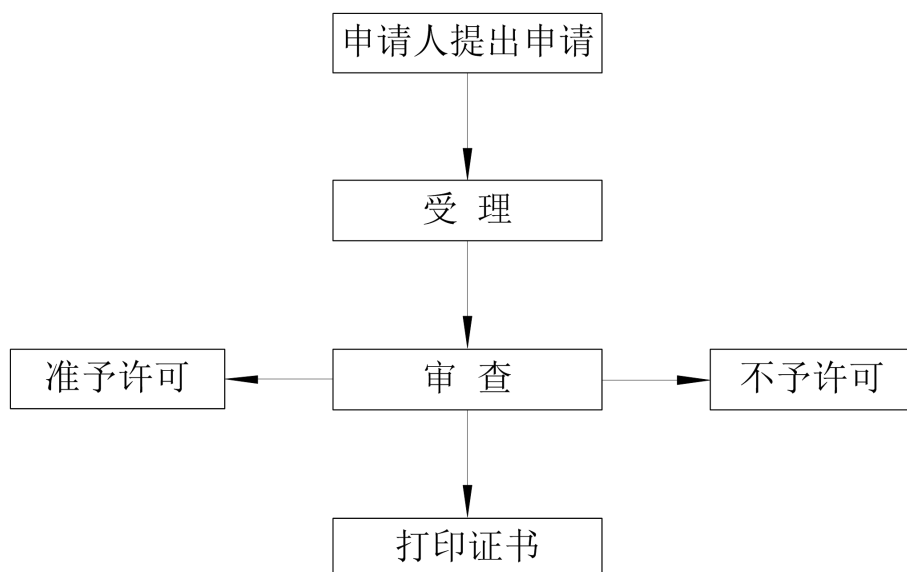 申请人提出申请
受 理
准予许可
审 查
不予许可
打印证书